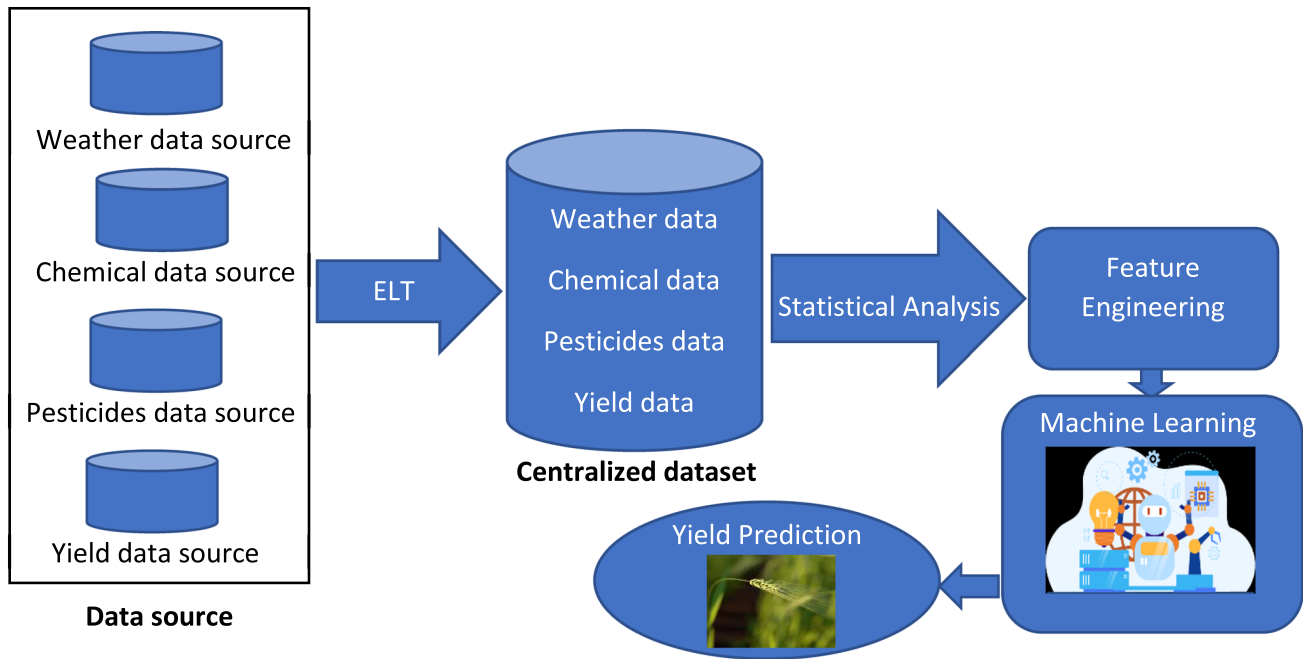 Weather data source
Chemical data source
Pesticides data source
Yield data source
Data source
ELT
Weather data
Chemical data
Pesticides data
Yield data
Centralized dataset
Statistical Analysis
Feature
Engineering
Machine Learning
Yield Prediction